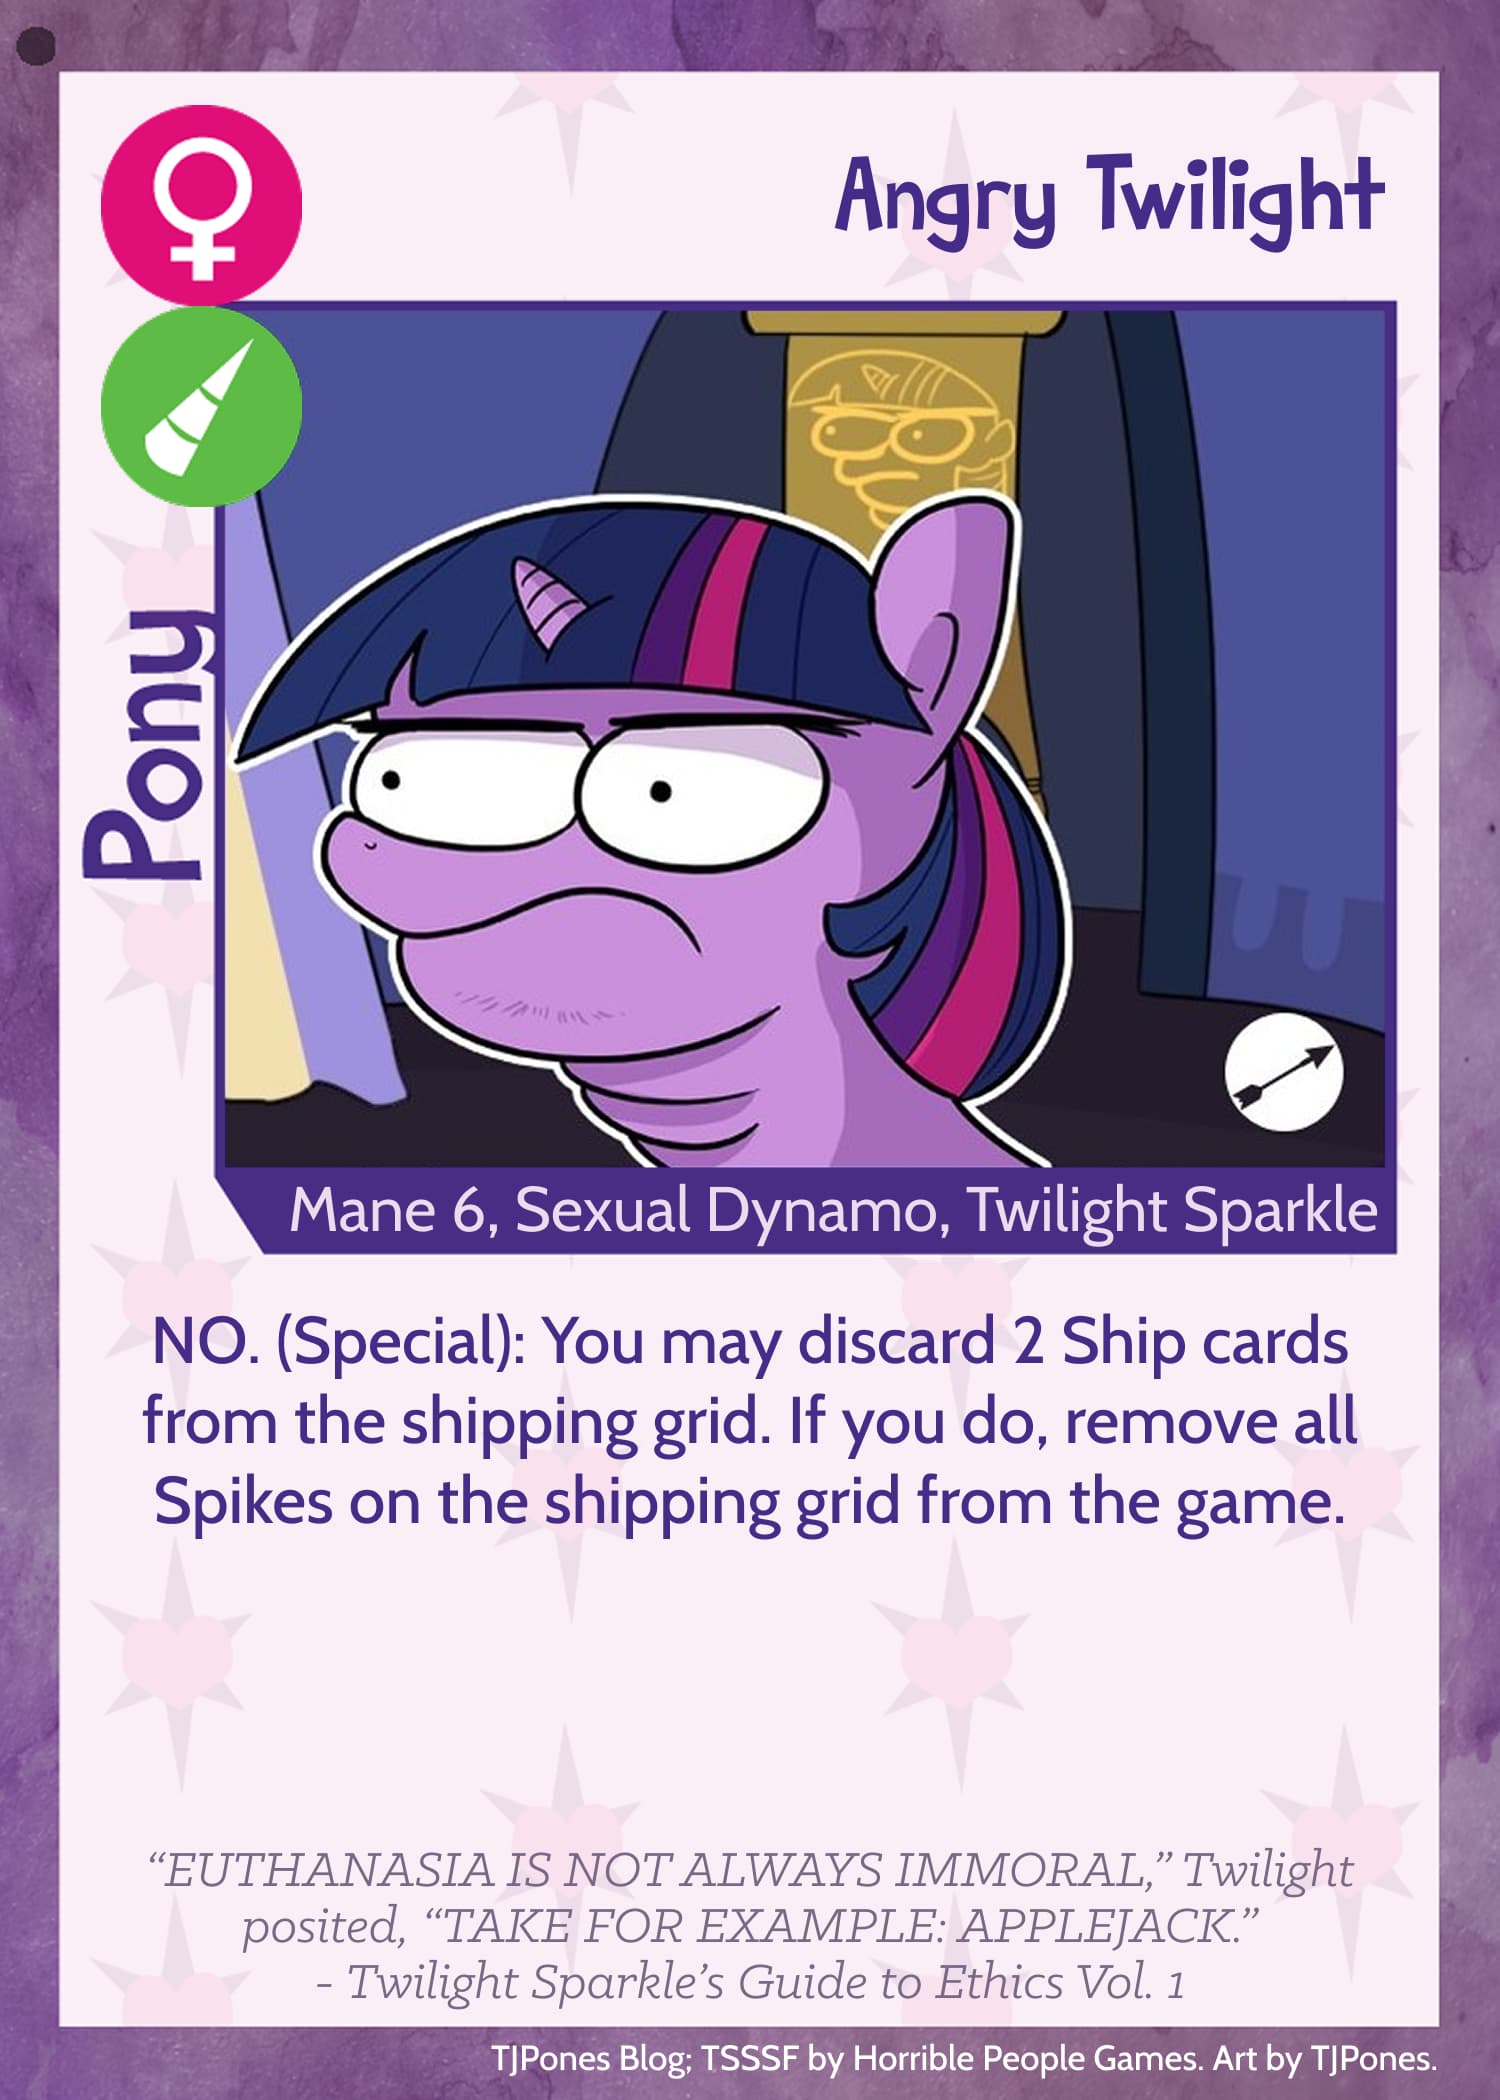 Angry Twilight
Pony
Mane 6, Sexual Dynamo, Twilight Sparkle
NO. (Special): You may discard 2 Ship cards
from the shipping grid. If you do, remove all
Spikes on the shipping grid from the game.
“EUTHANASIA IS NOT ALWAYS IMMORAL,” Twilight
posited, “TAKE FOR EXAMPLE: APPLEJACK.”
- Twilight Sparkle’s Guide to Ethics Vol. 1
TJPones Blog; TSSSF by Horrible People Games. Art by TJPones.